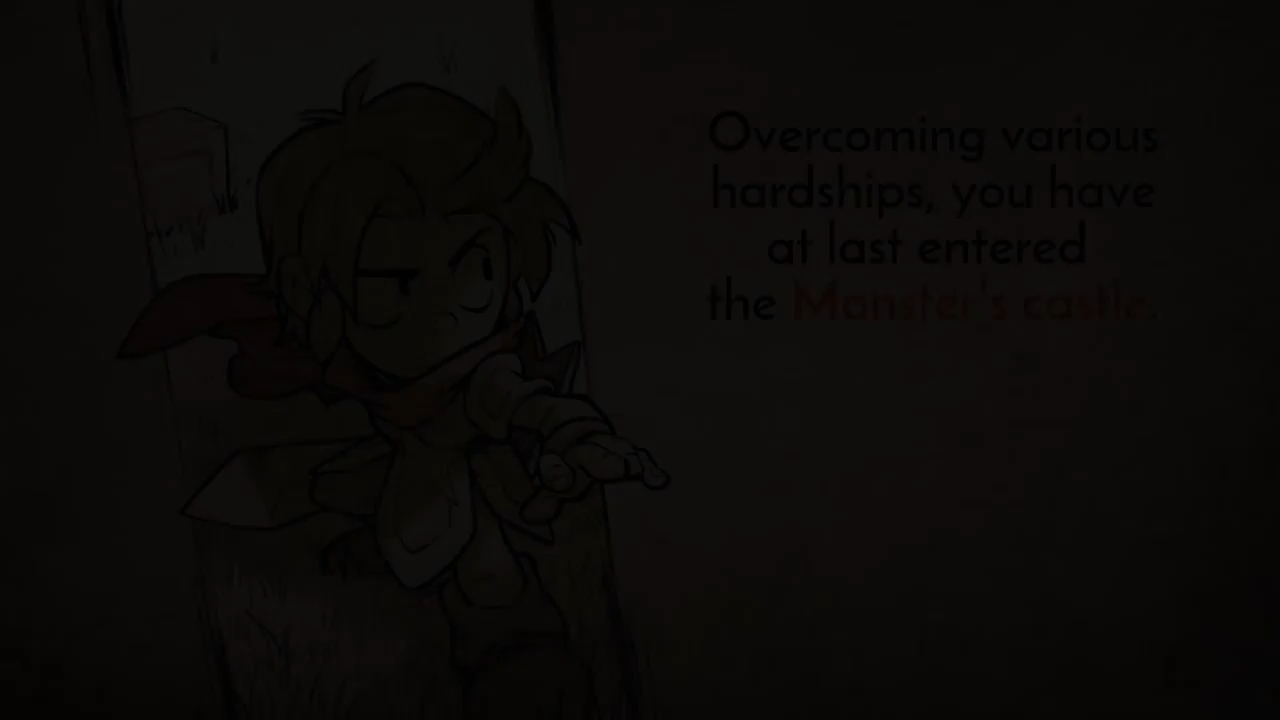 Overcoming various
hardships, you have
at last entered
the Monster's castle.